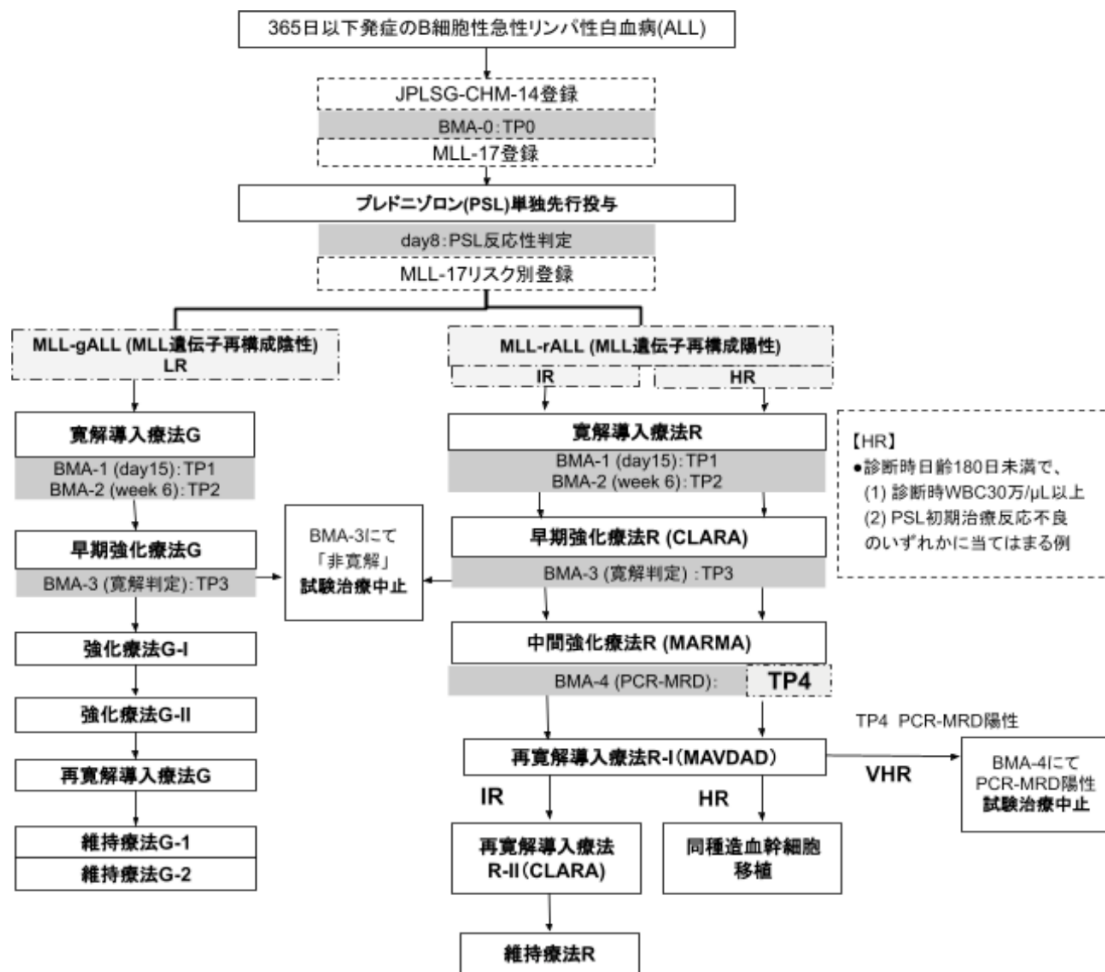 365日以下発症のB細胞性急性リンパ性白血病(ALL)
JPLSG-CHM-14登録
BMA-0：TP0
MLL-17登録
プレドニゾロン(PSL)単独先行投与
day8：PSL反応性判定
MLL-17リスク別登録
MLL-gALL (MLL遺伝子再構成陰性)
LR
寛解導入療法G
BMA-1 (day15)：TP1
BMA-2 (week 6)：TP2
早期強化療法G
BMA-3 (寛解判定)：TP3
強化療法G-I
強化療法G-II
再寛解導入療法G
維持療法G-1
維持療法G-2
BMA-3にて
「非寛解」
試験治療中止
MLL-rALL (MLL遺伝子再構成陽性)
IR
HR
寛解導入療法R
BMA-1 (day15)：TP1
BMA-2 (week 6)：TP2
早期強化療法R (CLARA)
BMA-3 (寛解判定) ：TP3
中間強化療法R (MARMA)
BMA-4 (PCR-MRD)： TP4
再寛解導入療法R-I（MAVDAD）
IR
HR
再寛解導入療法
R-II（CLARA）
維持療法R
同種造血幹細胞
移植
【HR】
●診断時日齢180日未満で、
(1) 診断時WBC30万/μL以上
(2) PSL初期治療反応不良
のいずれかに当てはまる例
TP4 PCR-MRD陽性
VHR
BMA-4にて
PCR-MRD陽性
試験治療中止